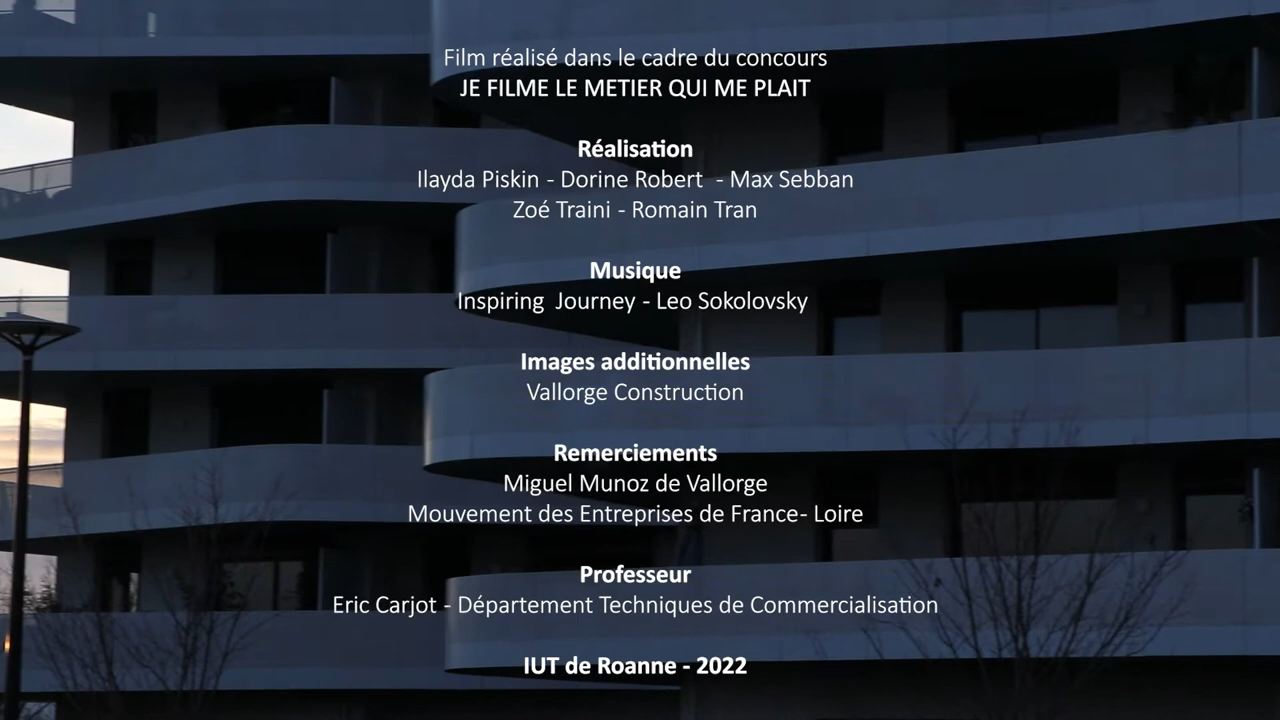 Film réalisé dans le cadre du concours
JE FILME LE METIER QUI ME PLAIT
Réalisation
Ilayda Piskin - Dorine Robert - Max Sebban
Zoé Traini - Romain Tran
Musique
Inspiring Journey - Leo Sokolovsky
Images additionnelles
Vallorge Construction
Remerciements
Miguel Munoz de Vallorge
Mouvement des Entreprises de France- Loire
Professeur
Eric Carjot - Département Techniques de Commercialisation
IUT de Roanne - 2022